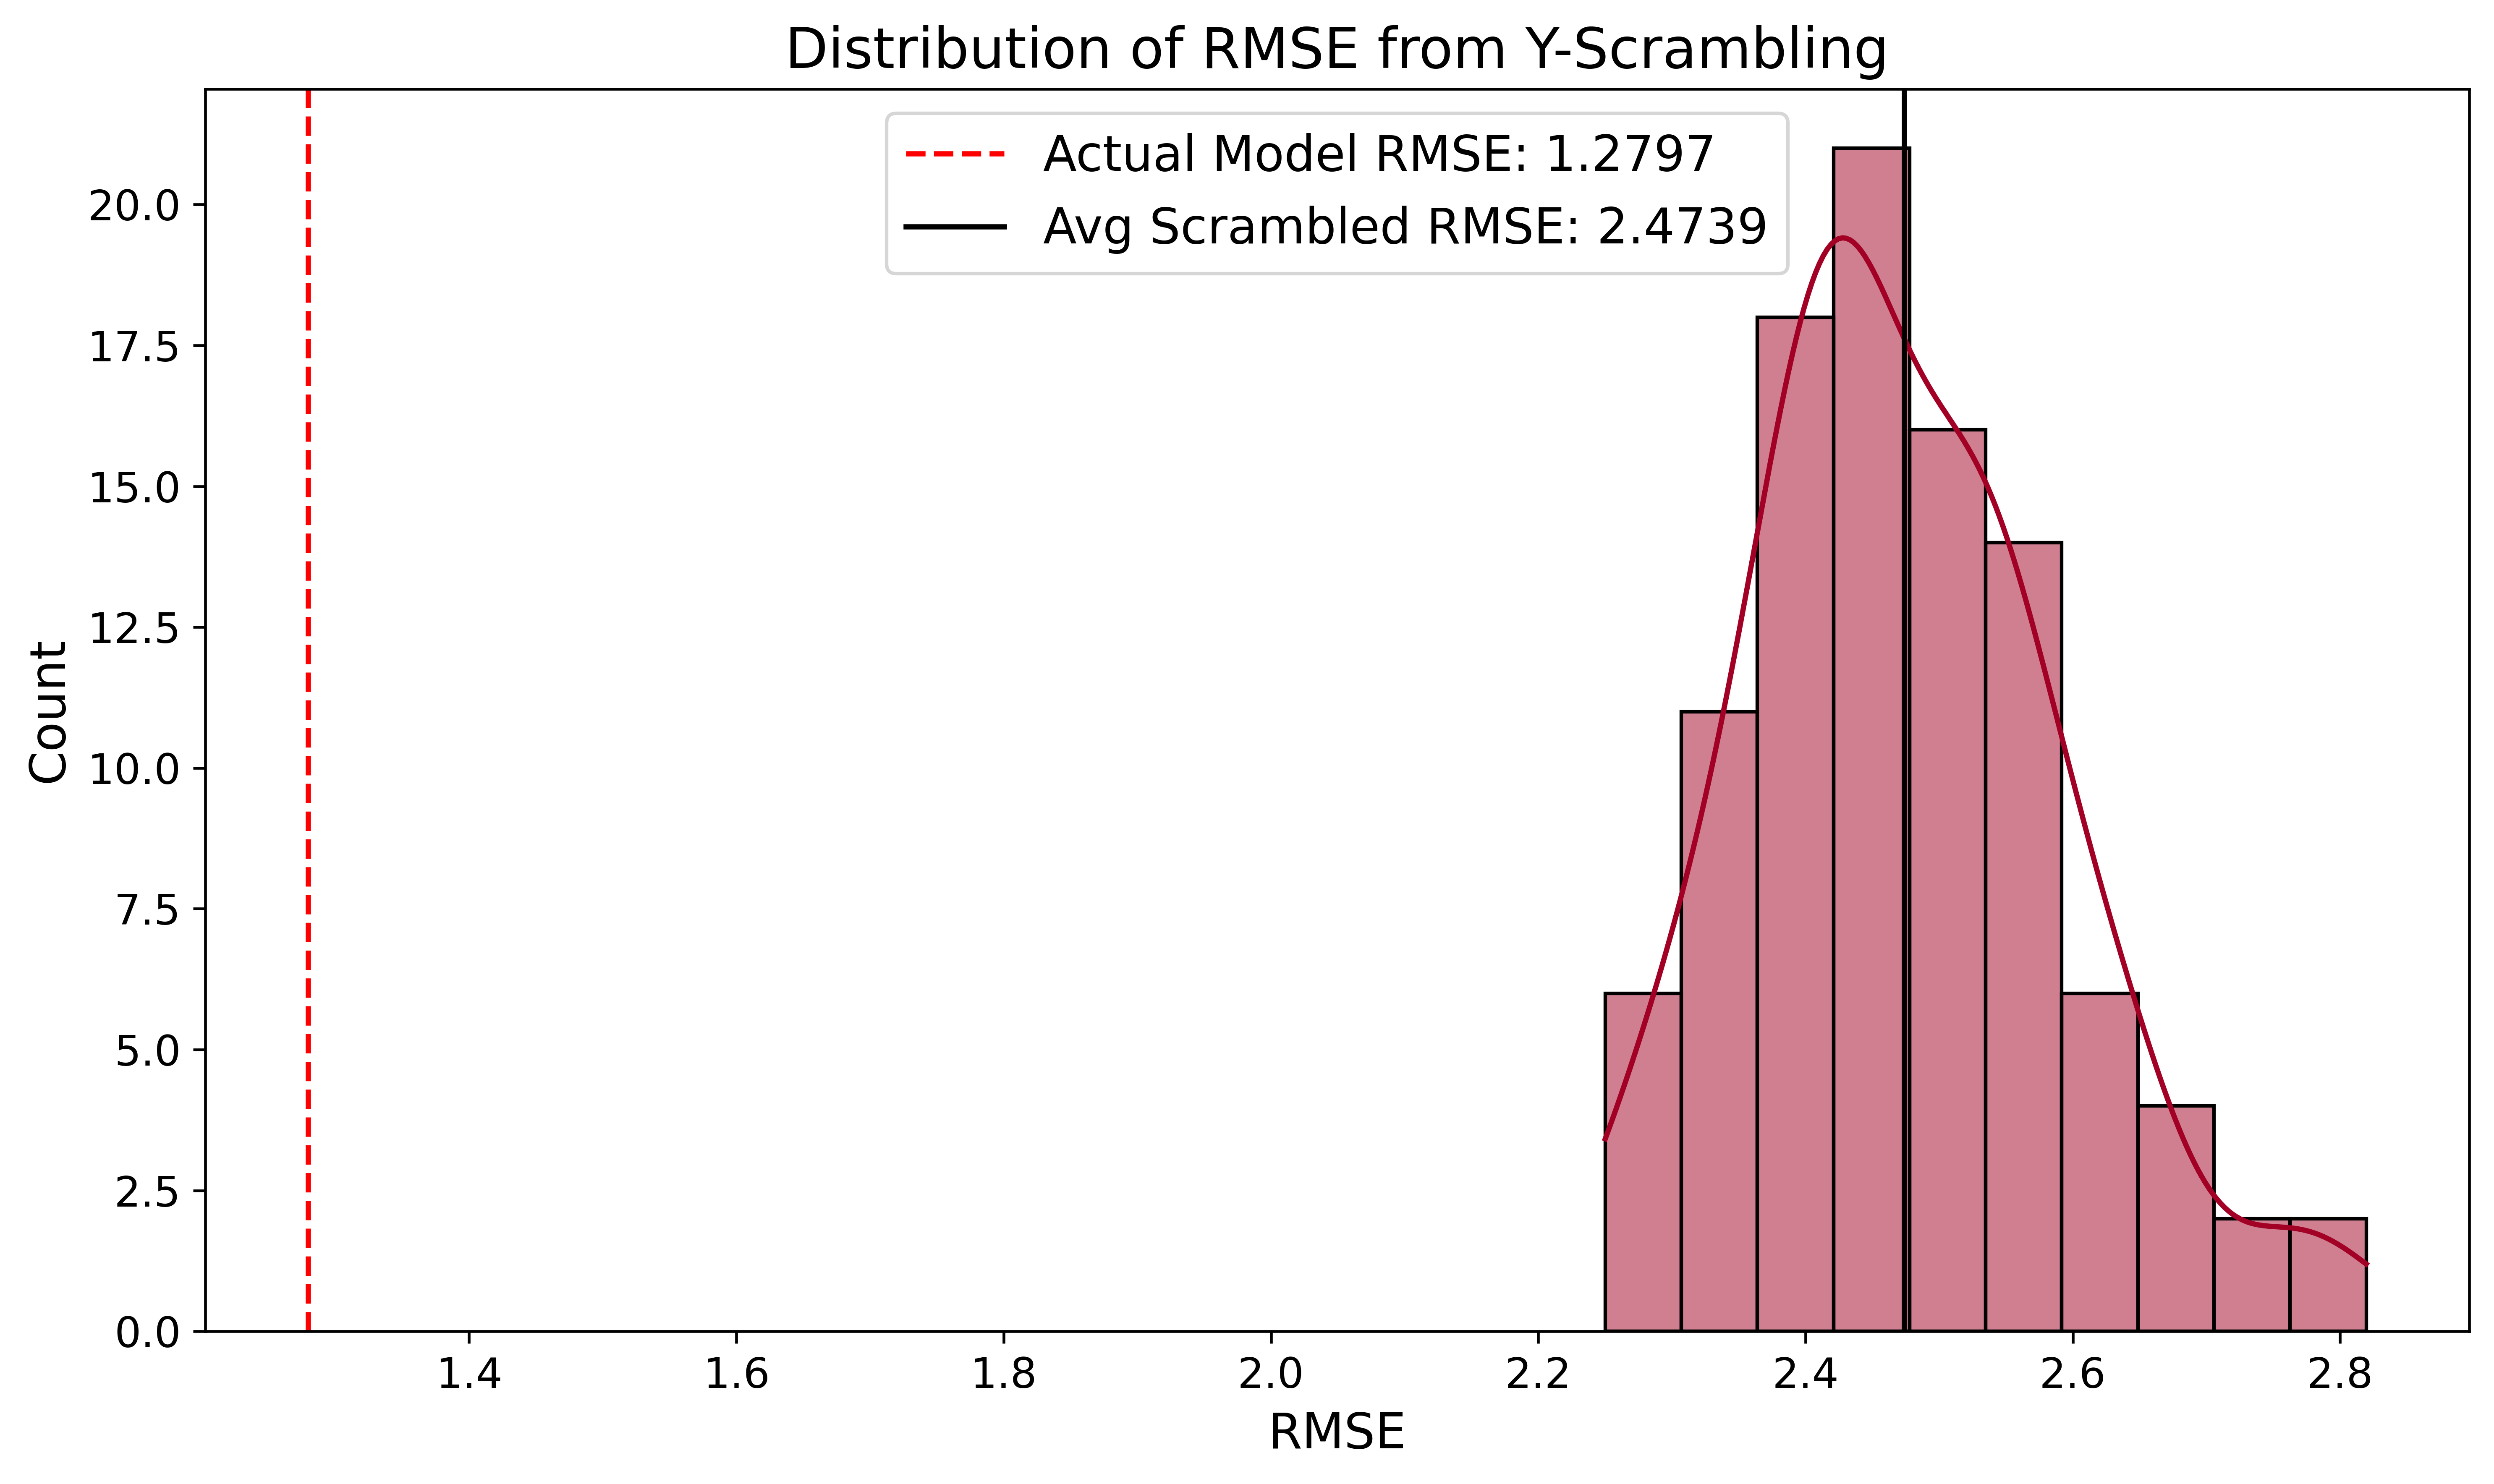 Distribution of RMSE from Y-Scrambling
Actual Model RMSE: 1.2797
Avg Scrambled RMSE: 2.4739
Count
20.0
17.5
15.0
12.5
10.0
7.5
5.0
2.5
0.0
1.4 1.6 1.8 2.0 2.2 2.4 2.6 2.8
RMSE